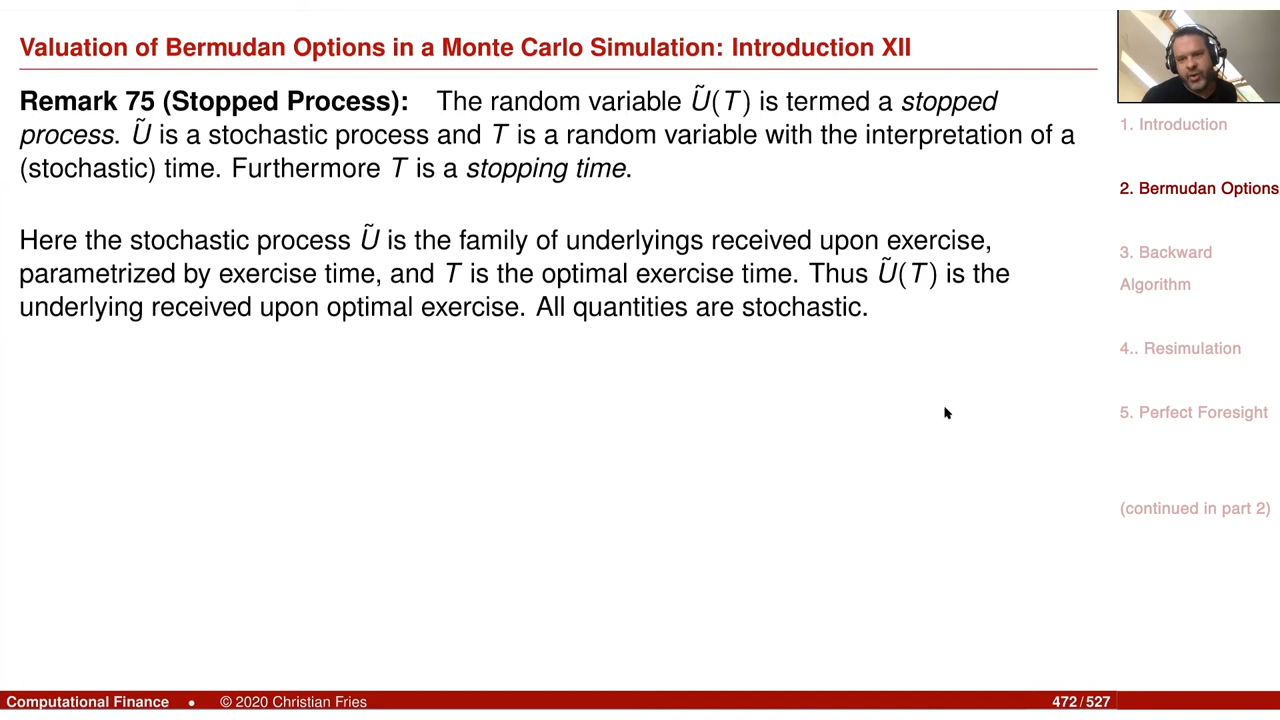 Valuation of Bermudan Options in a Monte Carlo Simulation: Introduction XII
Remark 75 (Stopped Process): The random variable Ũ(T) is termed a stopped
process. Ũ is a stochastic process and T is a random variable with the interpretation of a
(stochastic) time. Furthermore T is a stopping time.
Here the stochastic process Ũ is the family of underlyings received upon exercise,
parametrized by exercise time, and T is the optimal exercise time. Thus Ũ(T) is the
underlying received upon optimal exercise. All quantities are stochastic.
1. Introduction
2. Bermudan Options
3. Backward
Algorithm
4.. Resimulation
5. Perfect Foresight
(continued in part 2)
Computational Finance • © 2020 Christian Fries 472/527